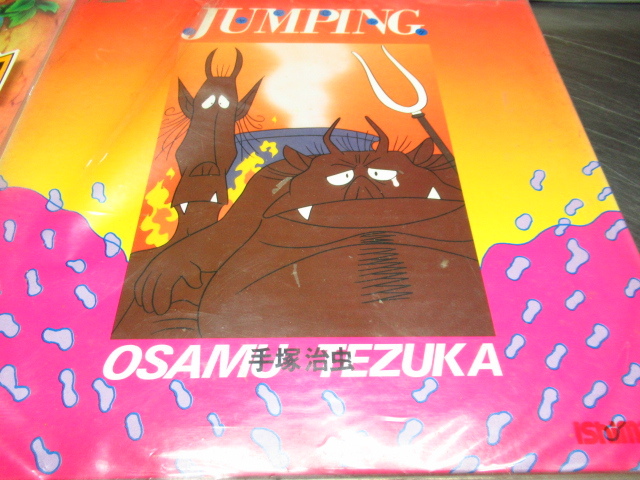 JUMPING
OSAMU TEZUKA
手塚治虫